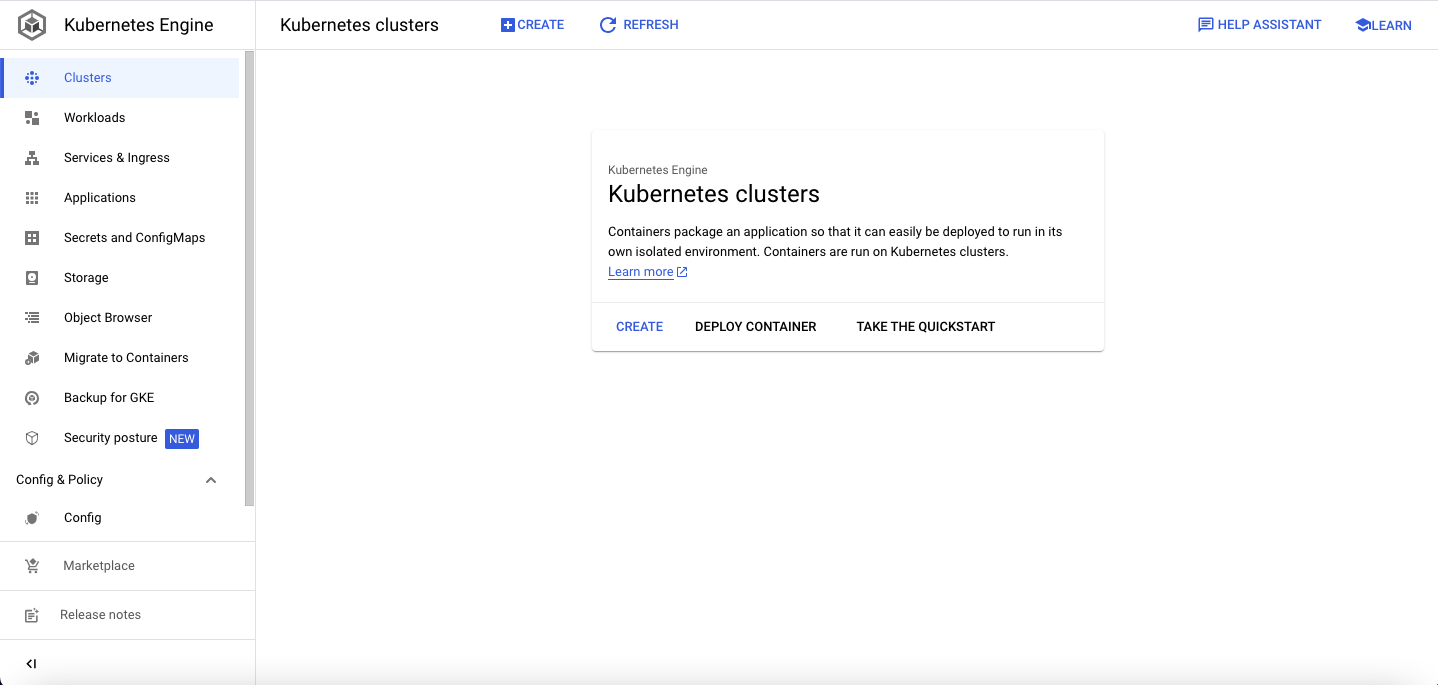 Kubernetes Engine
Kubernetes clusters
CREATE
REFRESH
HELP ASSISTANT
LEARN
Clusters
Workloads
Services & Ingress
Applications
Secrets and ConfigMaps
Storage
Object Browser
Migrate to Containers
Backup for GKE
Security posture NEW
Config & Policy
Config
Marketplace
Release notes
Kubernetes Engine
Kubernetes clusters
Containers package an application so that it can easily be deployed to run in its
own isolated environment. Containers are run on Kubernetes clusters.
Learn more
CREATE
DEPLOY CONTAINER
TAKE THE QUICKSTART